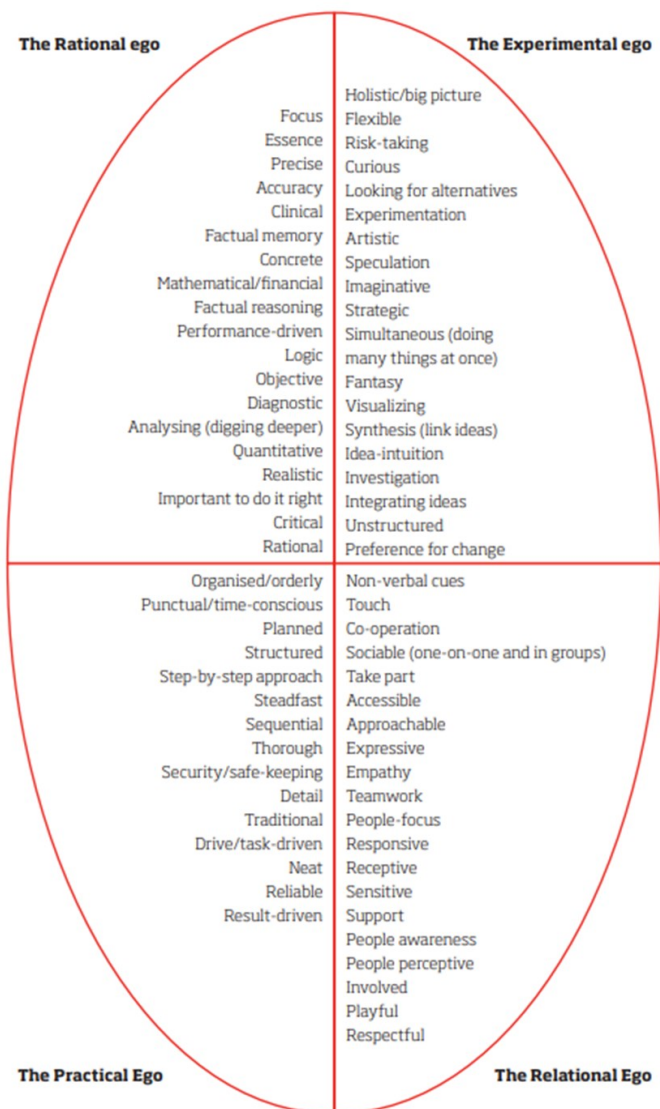 The Rational ego
Focus
Essence
Precise
Accuracy
Clinical
Factual memory
Concrete
Mathematical/financial
Factual reasoning
Performance-driven
Logic
Objective
Diagnostic
Analysing (digging deeper)
Quantitative
Realistic
Important to do it right
Critical
Rational
The Experimental ego
Holistic/big picture
Flexible
Risk-taking
Curious
Looking for alternatives
Experimentation
Artistic
Speculation
Imaginative
Strategic
Simultaneous (doing
many things at once)
Fantasy
Visualizing
Synthesis (link ideas)
Idea-intuition
Investigation
Integrating ideas
Unstructured
Preference for change
Organised/orderly
Punctual/time-conscious
Planned
Structured
Step-by-step approach
Steadfast
Sequential
Thorough
Security/safe-keeping
Detail
Traditional
Drive/task-driven
Neat
Reliable
Result-driven
The Practical Ego
Non-verbal cues
Touch
Co-operation
Sociable (one-on-one and in groups)
Take part
Accessible
Approachable
Expressive
Empathy
Teamwork
People-focus
Responsive
Receptive
Sensitive
Support
People awareness
People perceptive
Involved
Playful
Respectful
The Relational Ego